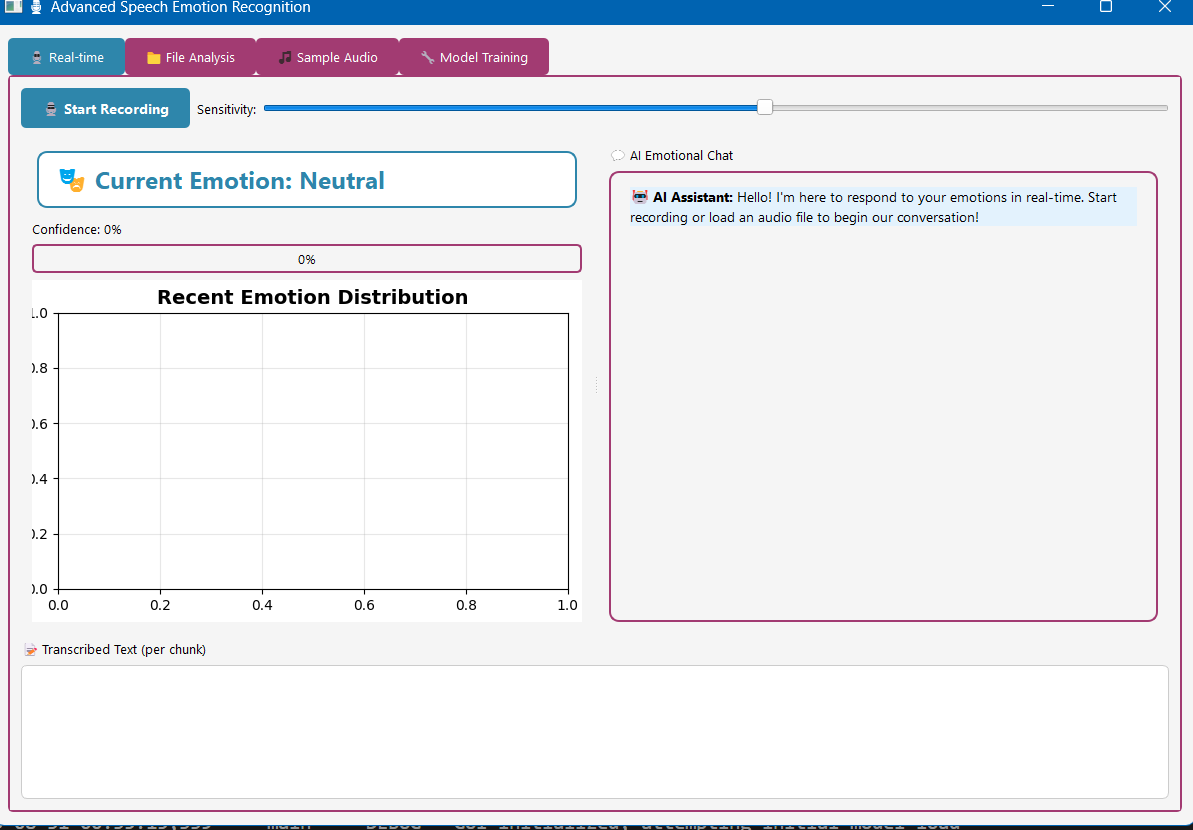 Advanced Speech Emotion Recognition
Real-time File Analysis Sample Audio Model Training
Start Recording Sensitivity:
Current Emotion: Neutral
Confidence: 0%
0%
Recent Emotion Distribution
0.8
0.6
0.4
0.2
0.0
0.0 0.2 0.4 0.6 0.8 1.0
AI Emotional Chat
AI Assistant: Hello! I'm here to respond to your emotions in real-time. Start
recording or load an audio file to begin our conversation!
Transcribed Text (per chunk)